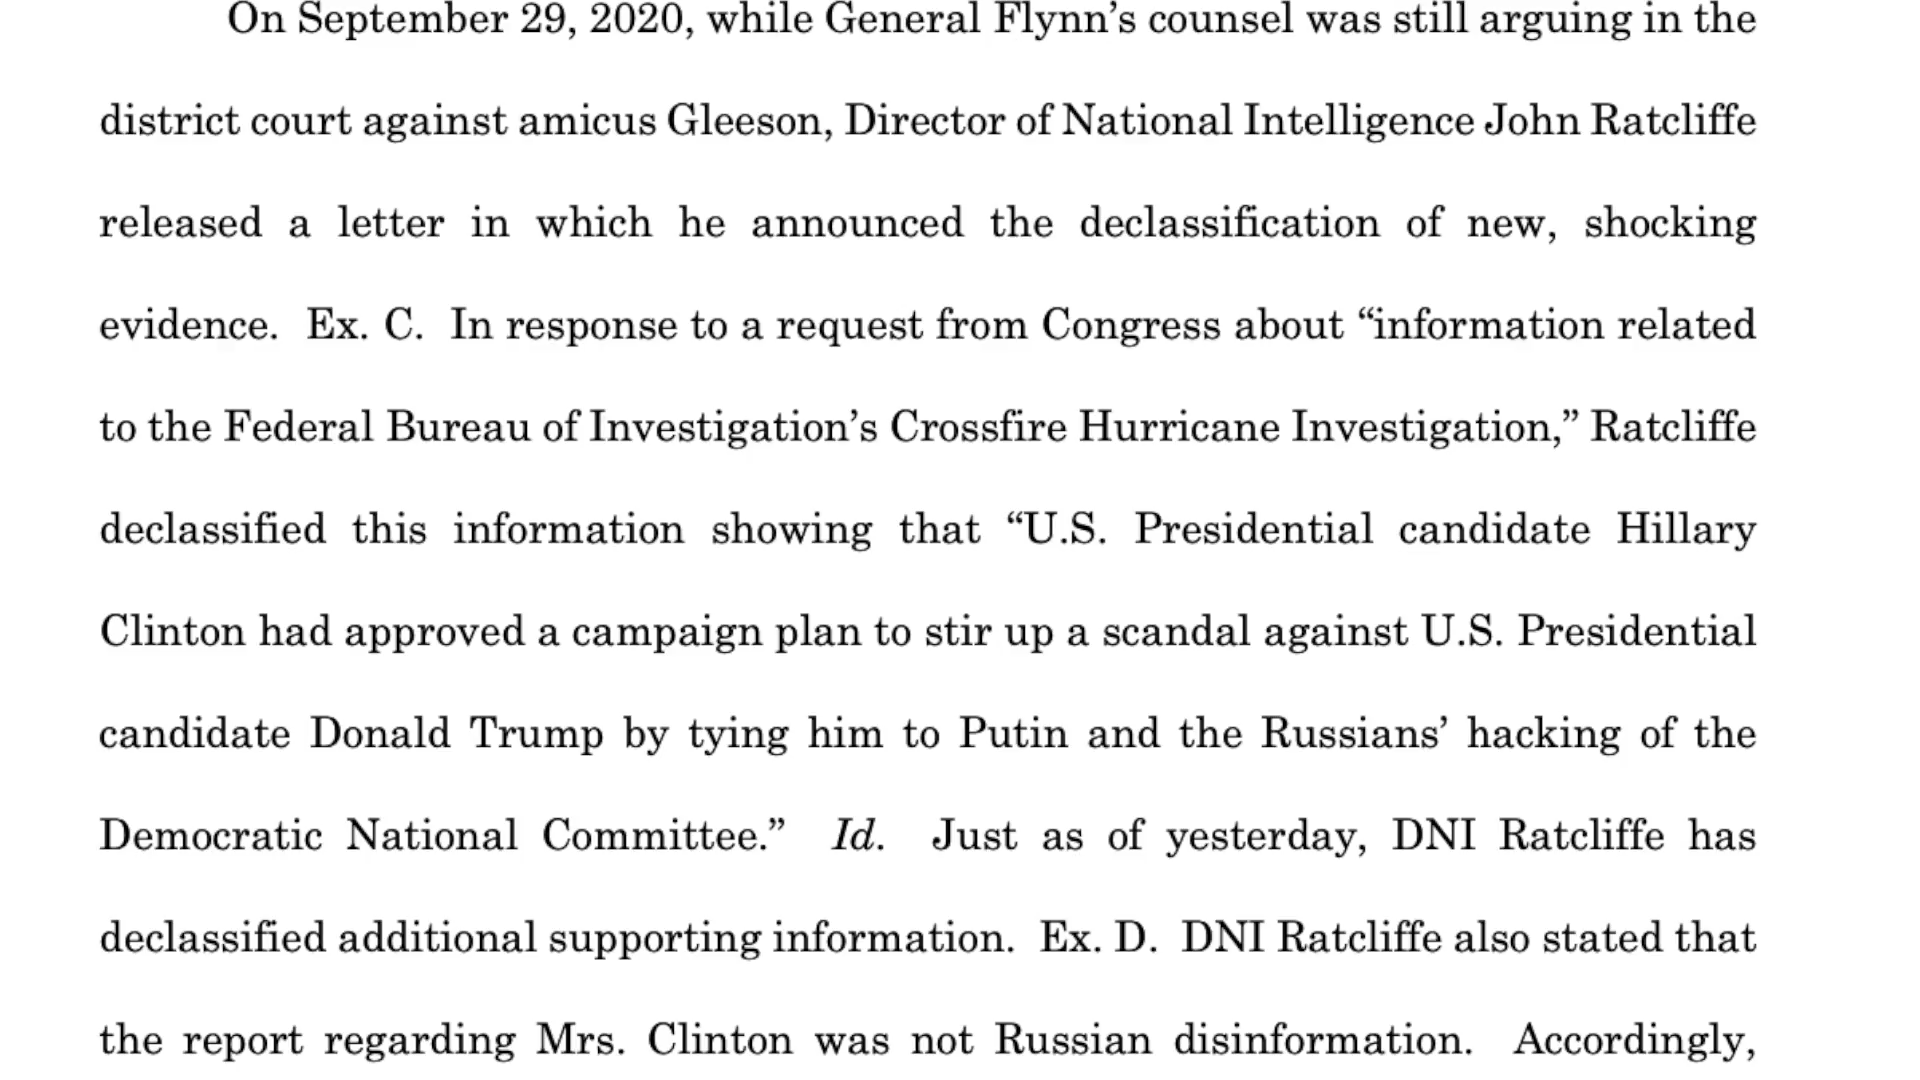 On September 29, 2020, while General Flynn’s counsel was still arguing in the
district court against amicus Gleeson, Director of National Intelligence John Ratcliffe
released a letter in which he announced the declassification of new, shocking
evidence. Ex. C. In response to a request from Congress about “information related
to the Federal Bureau of Investigation’s Crossfire Hurricane Investigation,” Ratcliffe
declassified this information showing that “U.S. Presidential candidate Hillary
Clinton had approved a campaign plan to stir up a scandal against U.S. Presidential
candidate Donald Trump by tying him to Putin and the Russians’ hacking of the
Democratic National Committee.” Id. Just as of yesterday, DNI Ratcliffe has
declassified additional supporting information. Ex. D. DNI Ratcliffe also stated that
the report regarding Mrs. Clinton was not Russian disinformation. Accordingly,